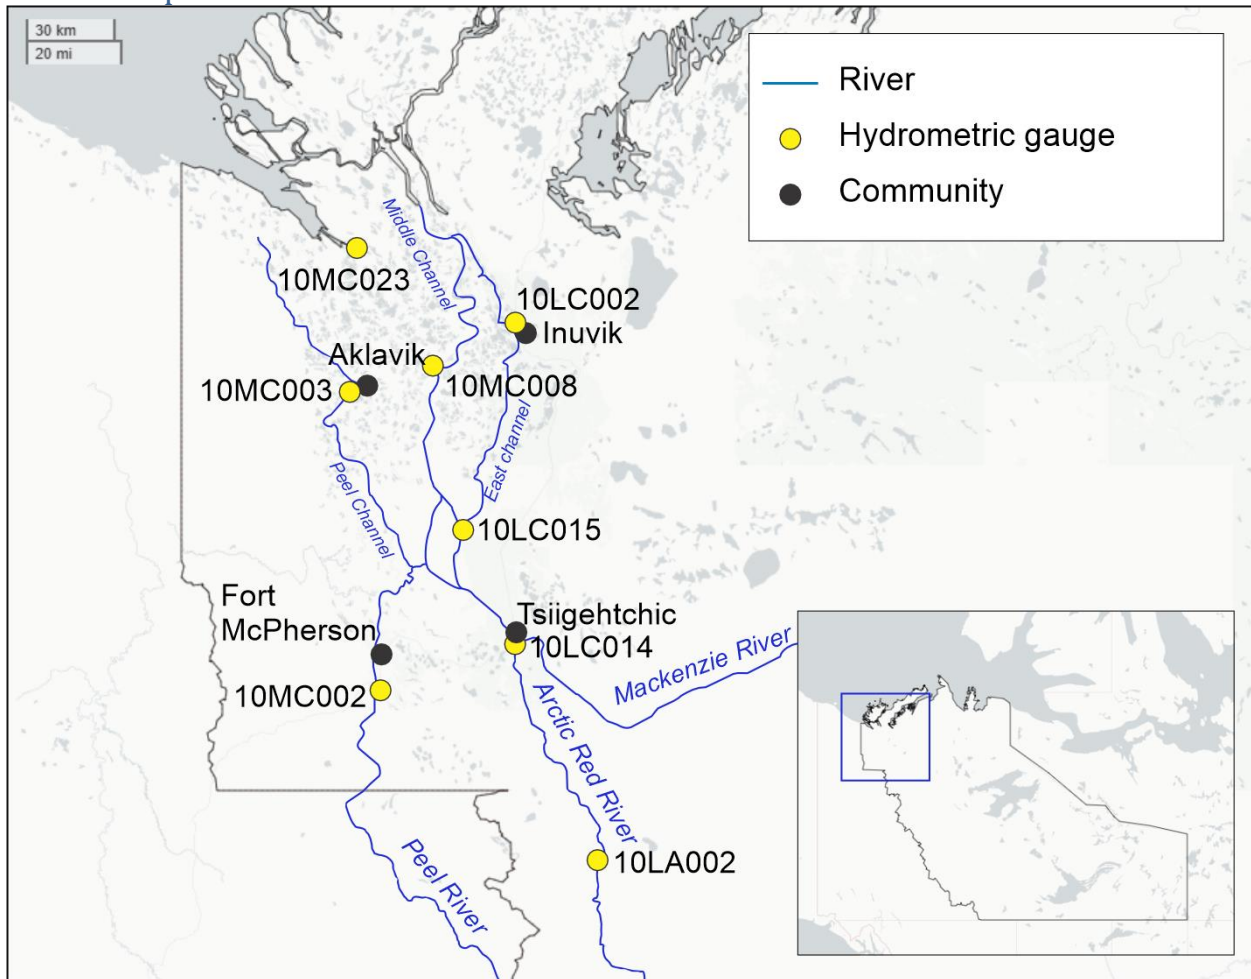 30 km
20 mi
River
Hydrometric gauge
Community
Middle Channel
10MC023
10LC002
Inuvik
Aklavik
10MC003
10MC008
East channel
Peel Channel
10LC015
Fort
McPherson
Tsiigehtchic
10LC014
Mackenzie River
10MC002
Arctic Red River
Peel River
10LA002